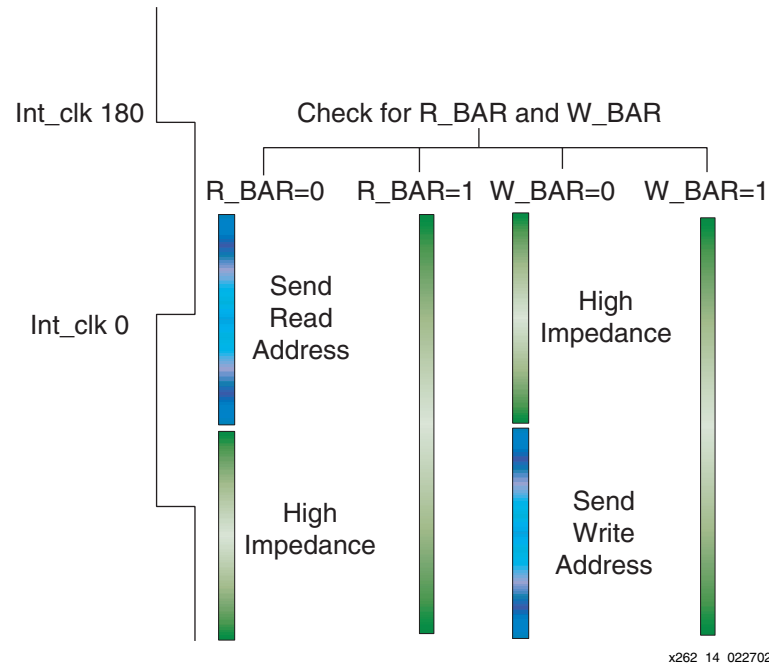 Int_clk 180
Check for R_BAR and W_BAR
R_BAR=0
R_BAR=1
W_BAR=0
W_BAR=1
Send
Read
Address
High
Impedance
Int_clk 0
High
Impedance
Send
Write
Address
x262_14_022702